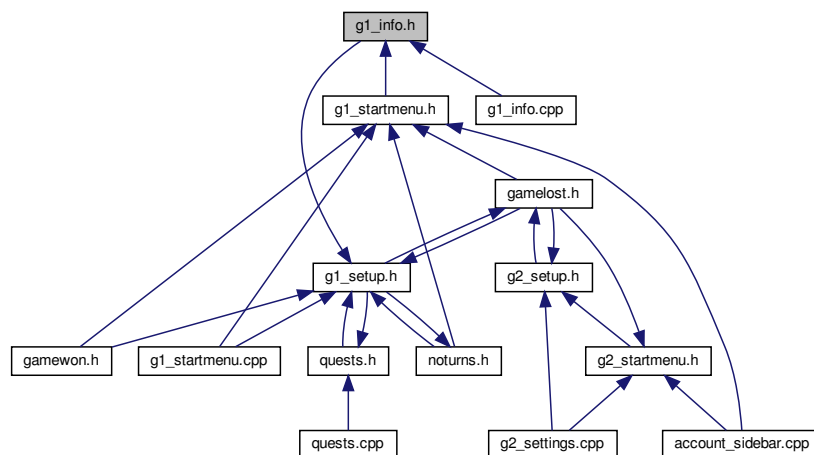 g1_info.h
g1_startmenu.h
g1_info.cpp
gamelost.h
g1_setup.h
g2_setup.h
gamewon.h
g1_startmenu.cpp
quests.h
noturns.h
g2_startmenu.h
quests.cpp
g2_settings.cpp
account_sidebar.cpp